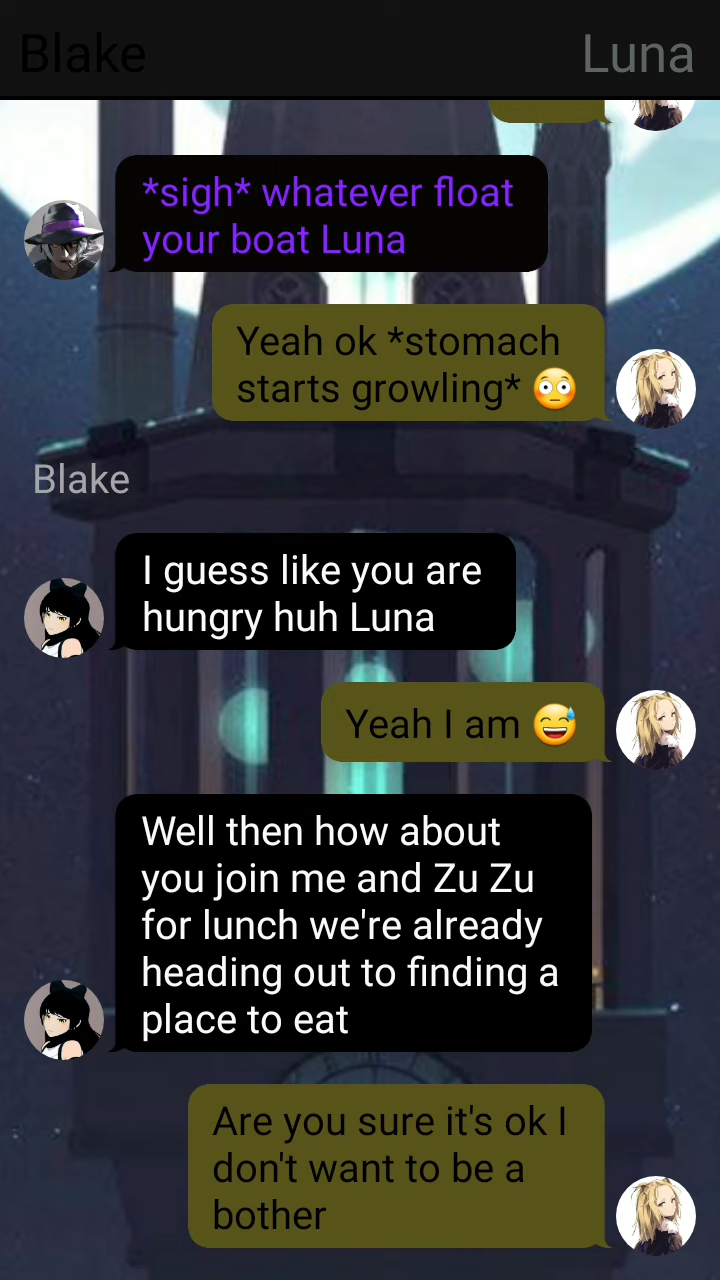 Blake Luna
*sigh* whatever float
your boat Luna
Yeah ok *stomach
starts growling* 😳
Blake
I guess like you are
hungry huh Luna
Yeah I am 😅
Well then how about
you join me and Zu Zu
for lunch we're already
heading out to finding a
place to eat
Are you sure it's ok I
don't want to be a
bother